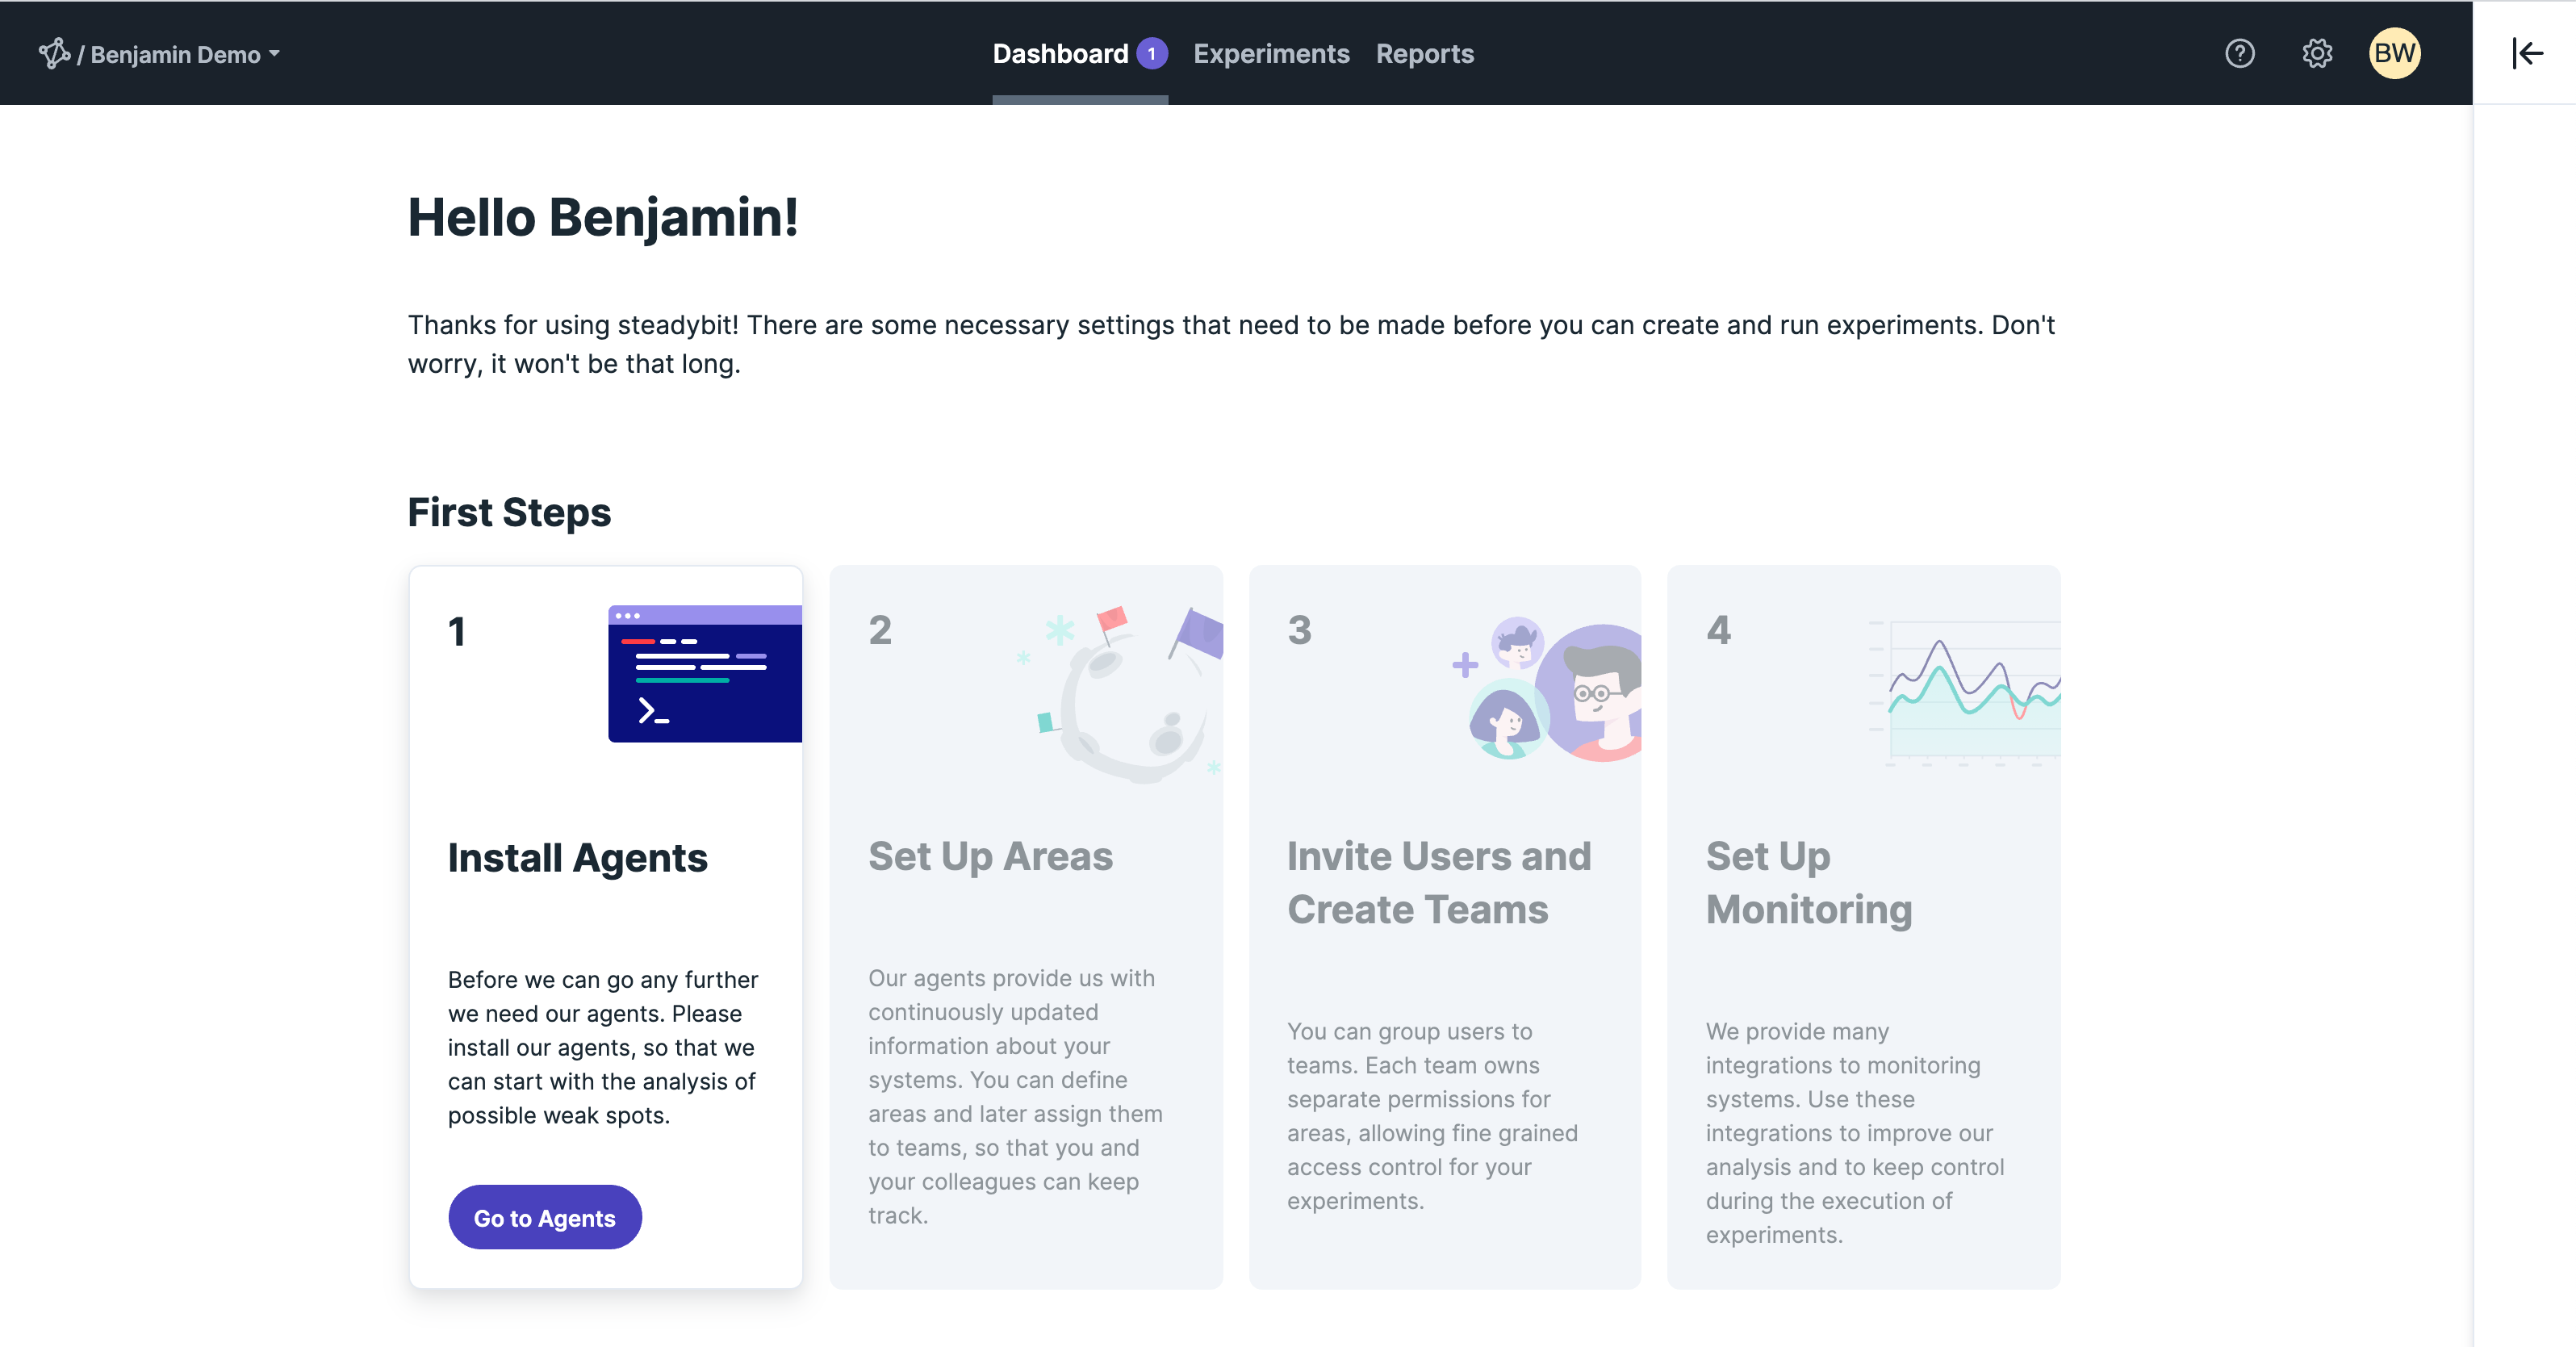 / Benjamin Demo
Dashboard 1 Experiments Reports
BW
Hello Benjamin!
Thanks for using steadybit! There are some necessary settings that need to be made before you can create and run experiments. Don't
worry, it won't be that long.
First Steps
1
Install Agents
Before we can go any further
we need our agents. Please
install our agents, so that we
can start with the analysis of
possible weak spots.
Go to Agents
2
Set Up Areas
Our agents provide us with
continuously updated
information about your
systems. You can define
areas and later assign them
to teams, so that you and
your colleagues can keep
track.
3
Invite Users and
Create Teams
You can group users to
teams. Each team owns
separate permissions for
areas, allowing fine grained
access control for your
experiments.
4
Set Up
Monitoring
We provide many
integrations to monitoring
systems. Use these
integrations to improve our
analysis and to keep control
during the execution of
experiments.